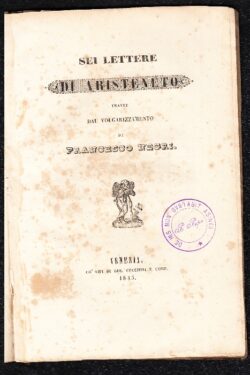 SEI LETTERE
DI ARISTENETO
TRATTE
DAL VOLGARIZZAMENTO
DI
FRANCESCO NEGRI.
VENEZIA,
CO' TIPI DI GIO. CECCHINI E COMP.
1845.